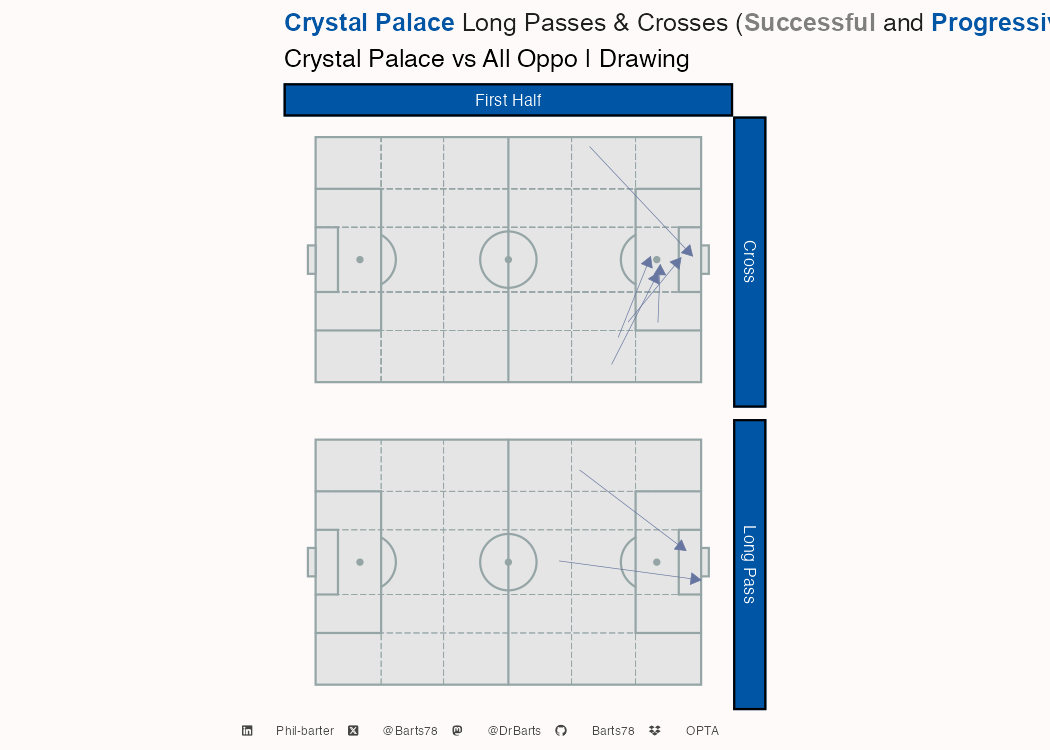 Crystal Palace Long Passes & Crosses (Successful and Progressiv
Crystal Palace vs All Oppo | Drawing
First Half
Cross
Long Pass
Phil-barter @Barts78 @DrBarts Barts78 OPTA